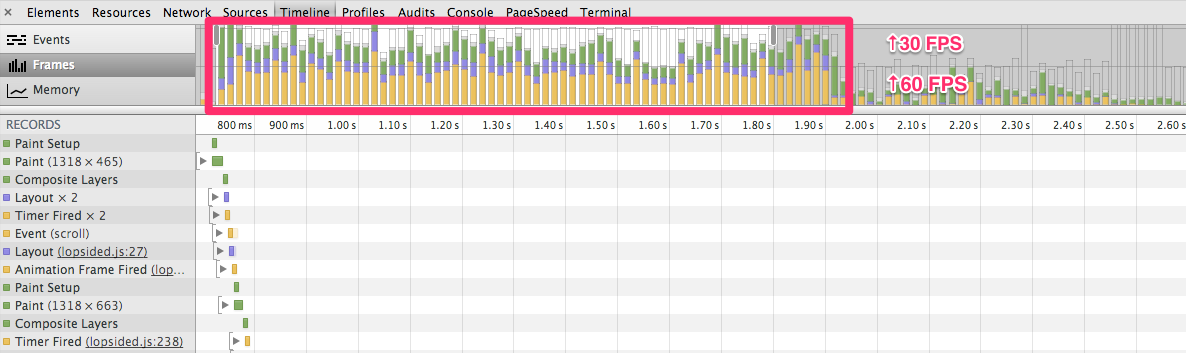 × Elements Resources Network Sources Timeline Profiles Audits Console PageSpeed Terminal
Events
Frames
Memory
↑30 FPS
↑60 FPS
RECORDS
800 ms 900 ms 1.00 s 1.10 s 1.20 s 1.30 s 1.40 s 1.50 s 1.60 s 1.70 s 1.80 s 1.90 s 2.00 s 2.10 s 2.20 s 2.30 s 2.40 s 2.50 s 2.60 s
Paint Setup
Paint (1318 × 465)
Composite Layers
Layout × 2
Timer Fired × 2
Event (scroll)
Layout (lopsided.js:27)
Animation Frame Fired (lop...
Paint Setup
Paint (1318 × 663)
Composite Layers
Timer Fired (lopsided.js:238)